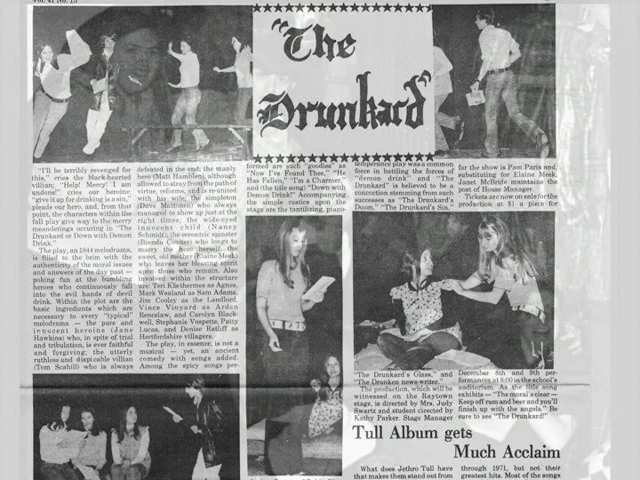 "The
Drunkard"
"I'll be terribly revenged for
this," cries the black-hearted
villian; "Help! Mercy! I am
undone" cries our heroine;
"give it up for drinking is a sin,"
pleads our hero, and, from that
point, the characters within the
fall play give way to the merry
meanderings occuring in "The
Drunkard or Down with Demon
Drink."
The play, an 1844 melodrama,
is filled to the brim with the
authenticity of the moral issues
and answers of the day past —
poking fun at the bumbling
heroes who continuously fall
into the evil hands of devil
drink. Within the plot are the
basic ingredients which are
necessary to every "typical"
melodrama — the pure and
innocent heroine (Jane
Hawkins) who, in spite of trial
and tribulation, is ever faithful
and forgiving; the utterly
ruthless and dispicable villian
(Tom Scahill) who is always
defeated in the end; the manly
hero (Matt Hamblen), although
allowed to stray from the path of
virtue, reforms, and is re-united
with his wife; the simpleton
(Dave Mattoson) who always
managed to show up just at the
right times; the wide-eyed
innocent child (Nancy
Schmidt); the eccentric spinster
(Brenda Coulter) who longs to
marry the hero herself, the
sweet, old mother (Elaine Meek)
who leaves her blessing spirit
upon those who remain. Also
involved within the structure
are: Teri Kliethermes as Agnes,
Mark Wenland as Sam Adams,
Jim Cooley as the Landlord,
Vince Vinyard as Arden
Rencelaw, and Carolyn Black-
well, Stephanie Vospette, Patty
Lucas, and Denise Ratliff as
Hertfordshire villagers.
The play, in essence, is not a
musical — yet, an ancient
comedy with songs added.
Among the spicy songs per-
formed are such "goodies" as
"Now I've Found Thee," "He
Has Fallen," "I'm a Charmer,"
and (the title song) "Down with
Demon Drink!" Accompanying
the simple rustics upon the
stage are the tantilizing, piano-
temperance play was a common
force in battling the forces of
"demon drink" and "The
Drunkard" is believed to be a
concoction stemming from such
successes as "The Drunkard's
Doom," "The Drunkard's Sin,"
"The Drunkard's Glass," and
"The Drunken news-writer."
The production, which will be
witnessed on the Raytown
stage, is directed by Mrs. Judy
Swartz and student directed by
Kithy Parker. Stage Manager
for the show is Pam Paris and,
substituting for Elaine Meek,
Janet McBride maintains the
post of House Manager.
Tickets are now on sale for the
production at $1 a piece for
December 8th and 9th per-
formances at 8:00 in the school's
auditorium. As the title song
exhibits — "The moral's clear —
Keep off rum and beer and you'll
finish up with the angels." Be
sure to see "The Drunkard!"
Tull Album gets
Much Acclaim
What does Jethro Tull have
that makes them stand out from
through 1971, but not their
greatest hits. Most of the songs